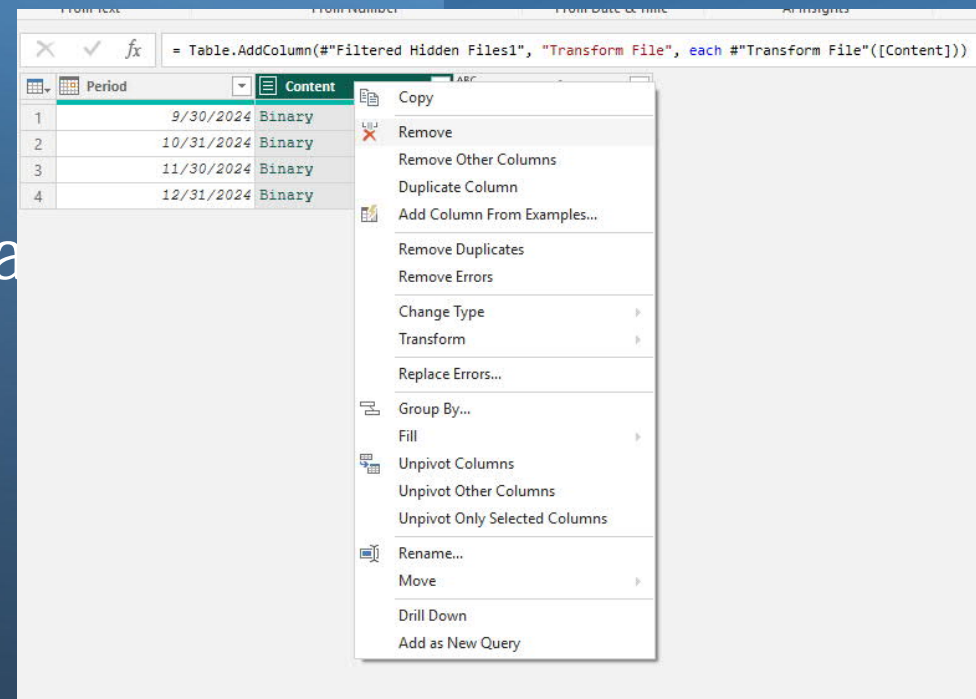 From Text From Number From Date & Time AI Insights
fx = Table.AddColumn(#"Filtered Hidden Files1", "Transform File", each #"Transform File"([Content]))
Period Content ABC
1 9/30/2024 Binary
2 10/31/2024 Binary
3 11/30/2024 Binary
4 12/31/2024 Binary
a
Copy
Remove
Remove Other Columns
Duplicate Column
Add Column From Examples...
Remove Duplicates
Remove Errors
Change Type
Transform
Replace Errors...
Group By...
Fill
Unpivot Columns
Unpivot Other Columns
Unpivot Only Selected Columns
Rename...
Move
Drill Down
Add as New Query